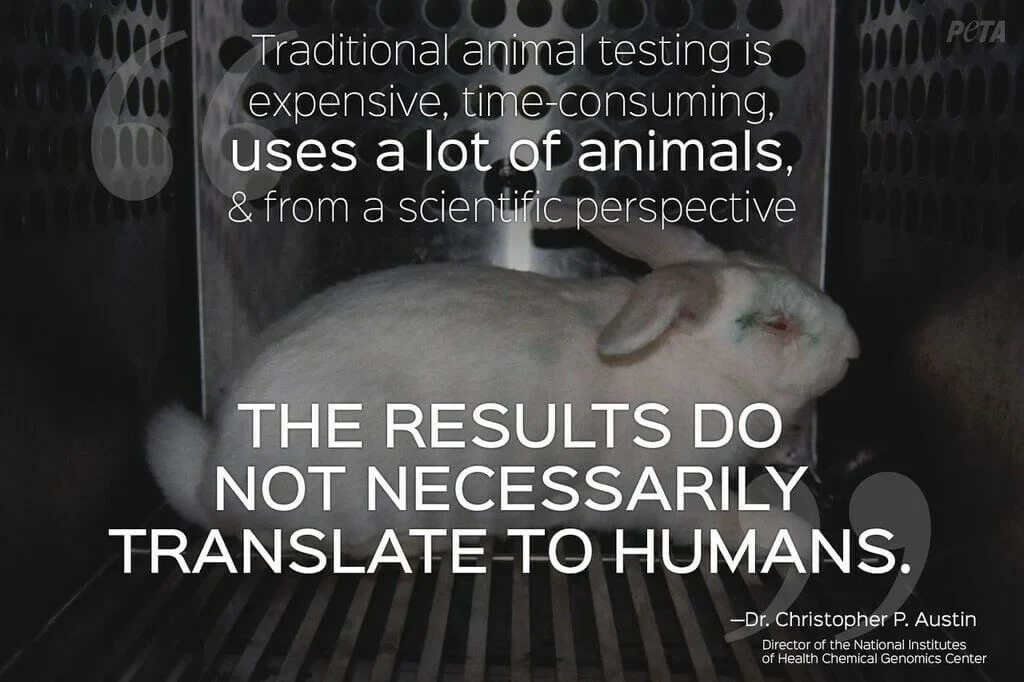 PETA
Traditional animal testing is
expensive, time-consuming,
uses a lot of animals,
& from a scientific perspective
THE RESULTS DO
NOT NECESSARILY
TRANSLATE TO HUMANS.
—Dr. Christopher P. Austin
Director of the National Institutes
of Health Chemical Genomics Center